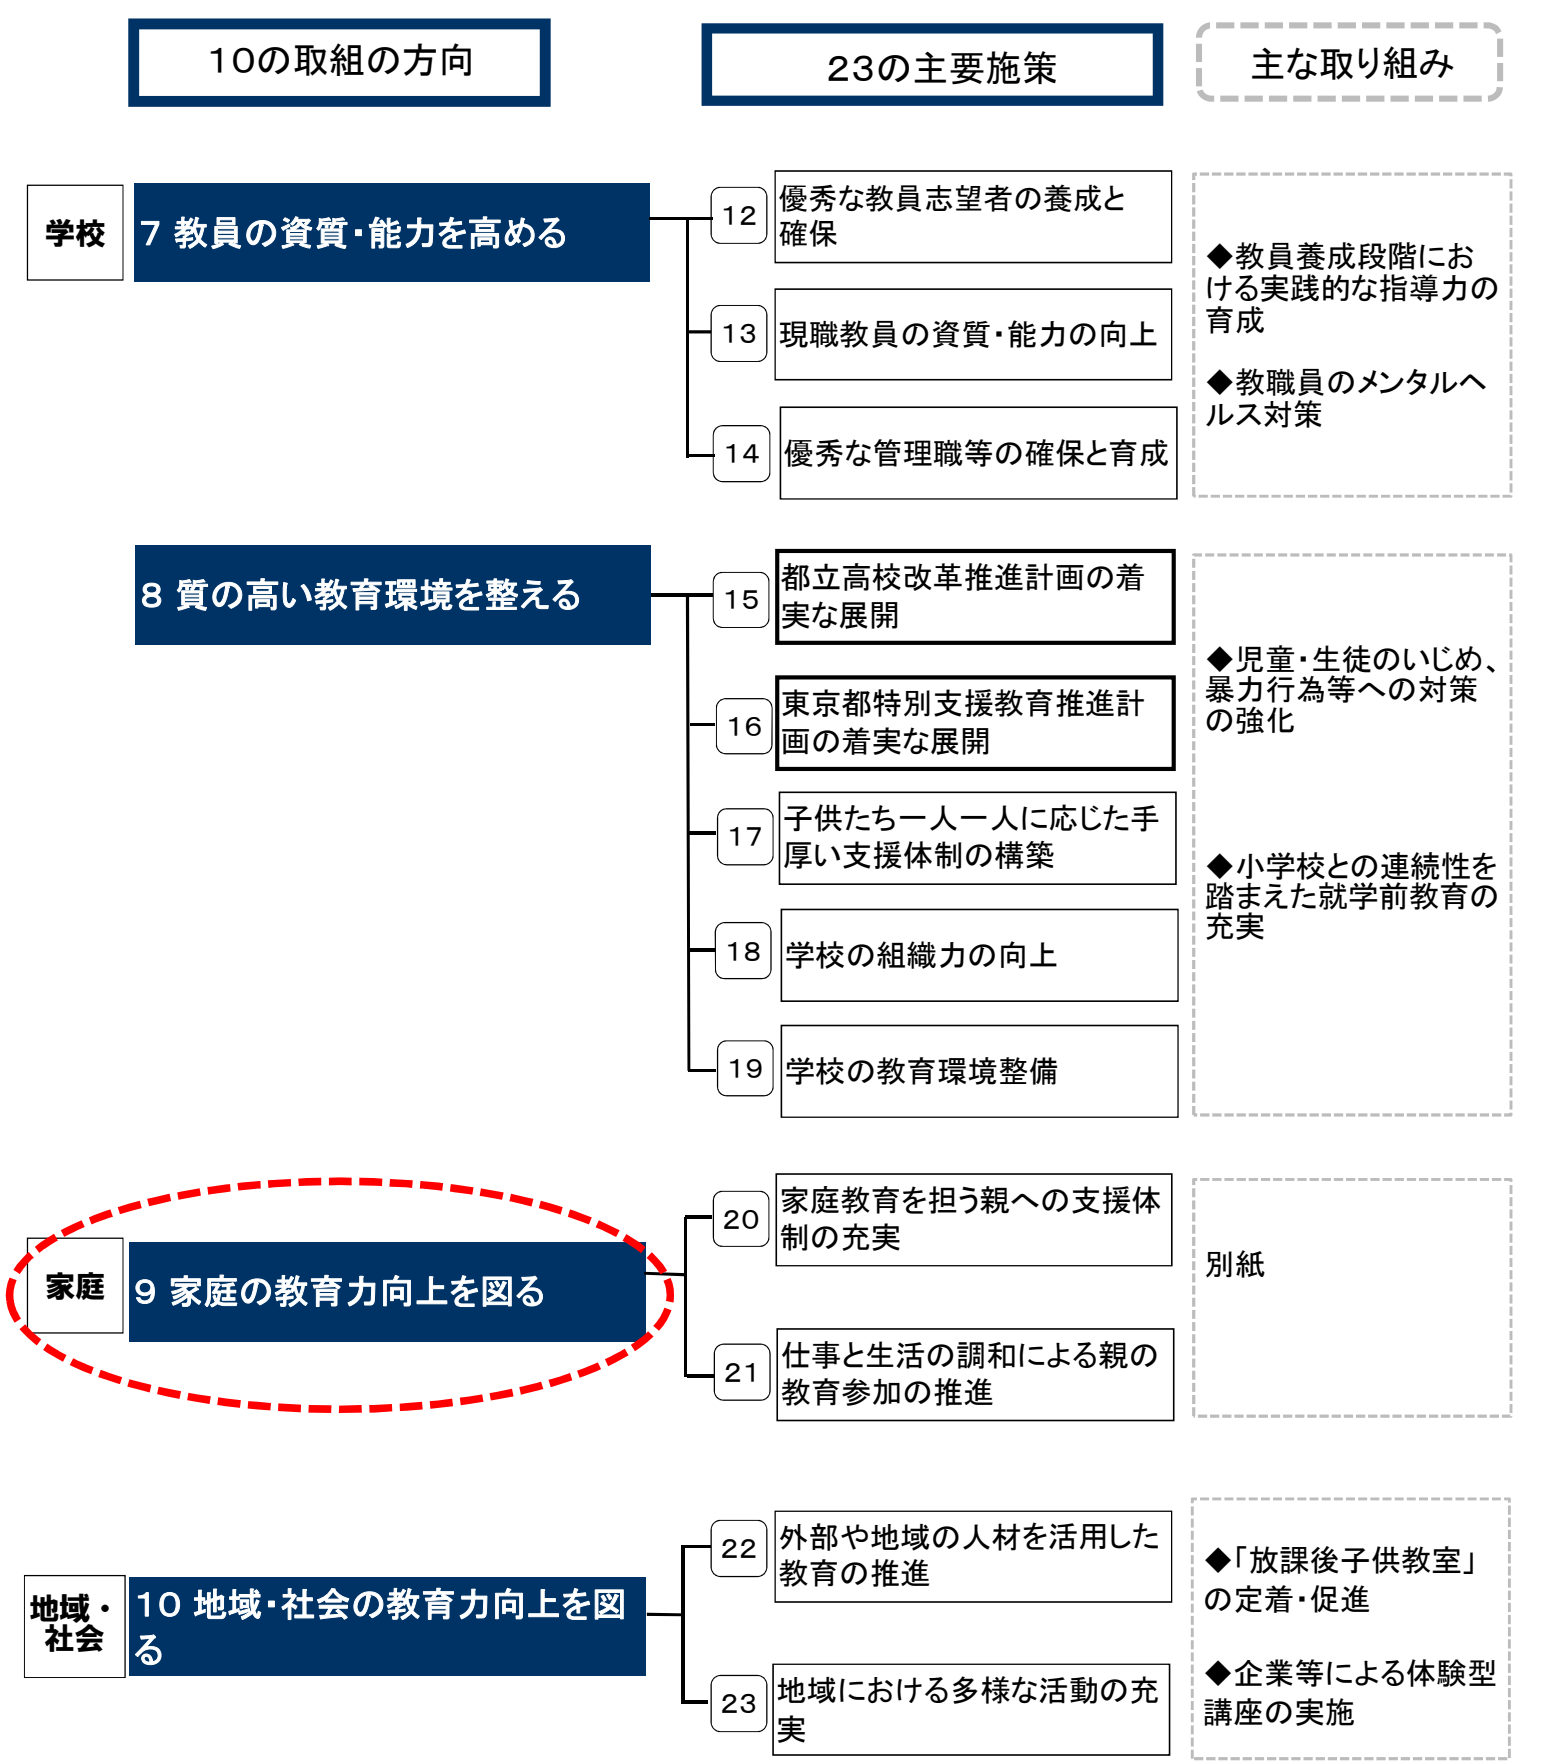 10の取組の方向
23の主要施策
主な取り組み
学校
7 教員の資質・能力を高める
12
優秀な教員志望者の養成と
確保
13
現職教員の資質・能力の向上
14
優秀な管理職等の確保と育成
◆教員養成段階にお
ける実践的な指導力の
育成
◆教職員のメンタルヘ
ルス対策
8 質の高い教育環境を整える
15
都立高校改革推進計画の着
実な展開
16
東京都特別支援教育推進計
画の着実な展開
17
子供たち一人一人に応じた手
厚い支援体制の構築
18
学校の組織力の向上
19
学校の教育環境整備
◆児童・生徒のいじめ、
暴力行為等への対策
の強化
◆小学校との連続性を
踏まえた就学前教育の
充実
家庭
9 家庭の教育力向上を図る
20
家庭教育を担う親への支援体
制の充実
21
仕事と生活の調和による親の
教育参加の推進
別紙
地域・
社会
10 地域・社会の教育力向上を図
る
22
外部や地域の人材を活用した
教育の推進
23
地域における多様な活動の充
実
◆「放課後子供教室」
の定着・促進
◆企業等による体験型
講座の実施